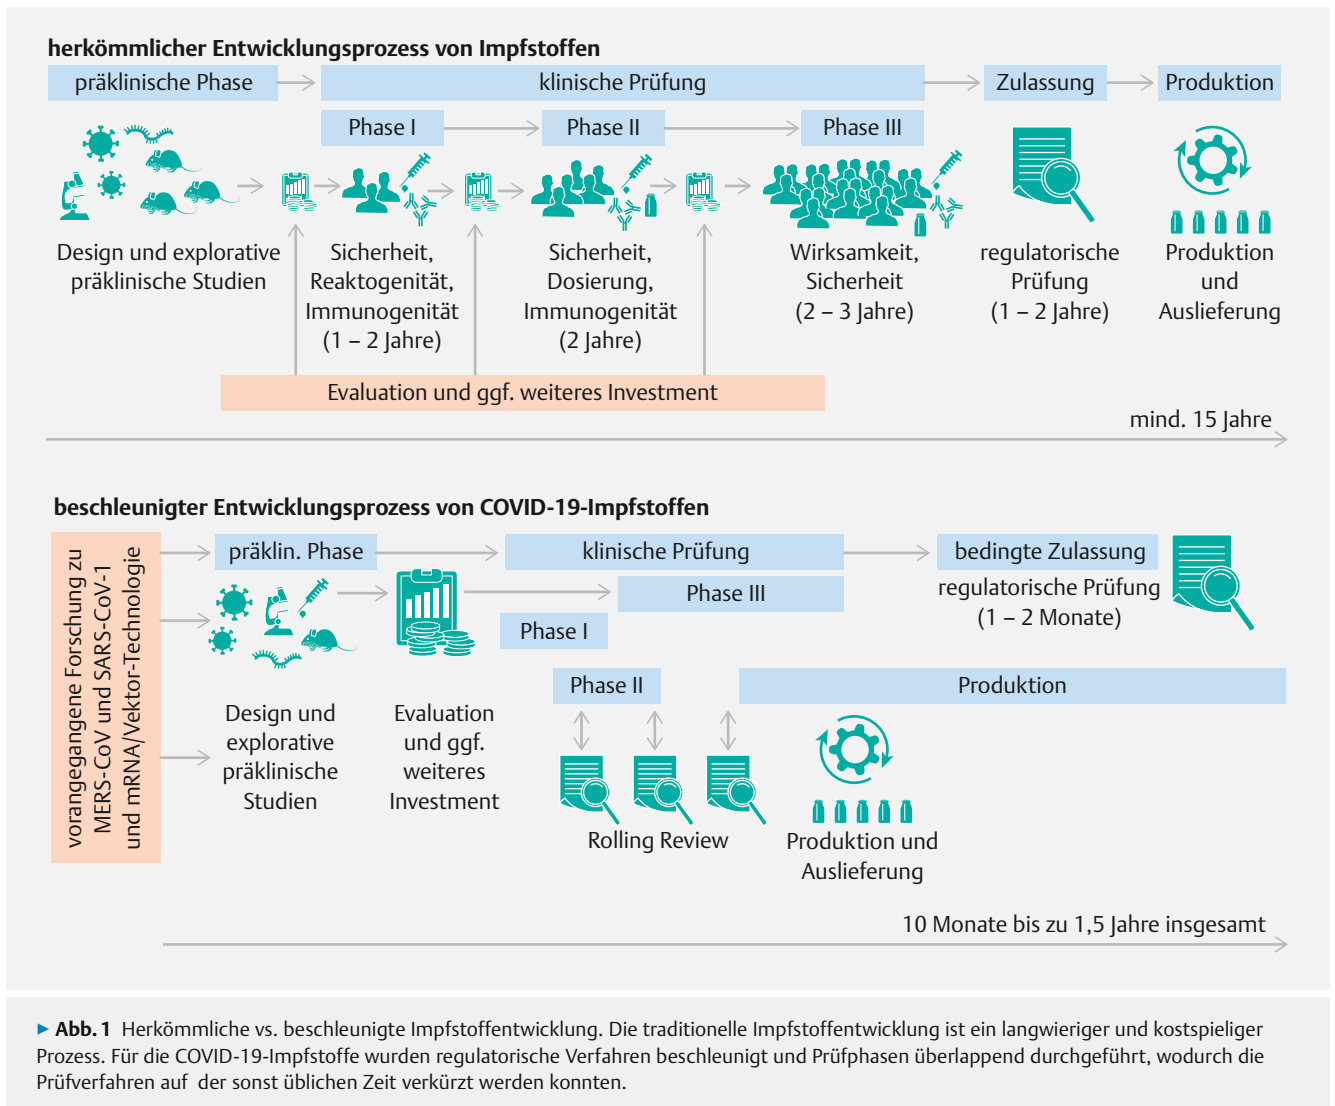 herkömmlicher Entwicklungsprozess von Impfstoffen
präklinische Phase
klinische Prüfung
Zulassung
Produktion
Phase I
Phase II
Phase III
Design und explorative
präklinische Studien
Sicherheit,
Reaktogenität,
Immunogenität
(1 – 2 Jahre)
Sicherheit,
Dosierung,
Immunogenität
(2 Jahre)
Wirksamkeit,
Sicherheit
(2 – 3 Jahre)
regulatorische
Prüfung
(1 – 2 Jahre)
Produktion
und
Auslieferung
Evaluation und ggf. weiteres Investment
mind. 15 Jahre
beschleunigter Entwicklungsprozess von COVID-19-Impfstoffen
vorangegangene Forschung zu
MERS-CoV und SARS-CoV-1
und mRNA/Vektor-Technologie
präklin. Phase
klinische Prüfung
bedingte Zulassung
Phase III
regulatorische Prüfung
(1 – 2 Monate)
Phase I
Phase II
Produktion
Design und
explorative
präklinische
Studien
Evaluation
und ggf.
weiteres
Investment
Rolling Review
Produktion und
Auslieferung
10 Monate bis zu 1,5 Jahre insgesamt
► Abb. 1 Herkömmliche vs. beschleunigte Impfstoffentwicklung. Die traditionelle Impfstoffentwicklung ist ein langwieriger und kostspieliger
Prozess. Für die COVID-19-Impfstoffe wurden regulatorische Verfahren beschleunigt und Prüfphasen überlappend durchgeführt, wodurch die
Prüfverfahren auf der sonst üblichen Zeit verkürzt werden konnten.